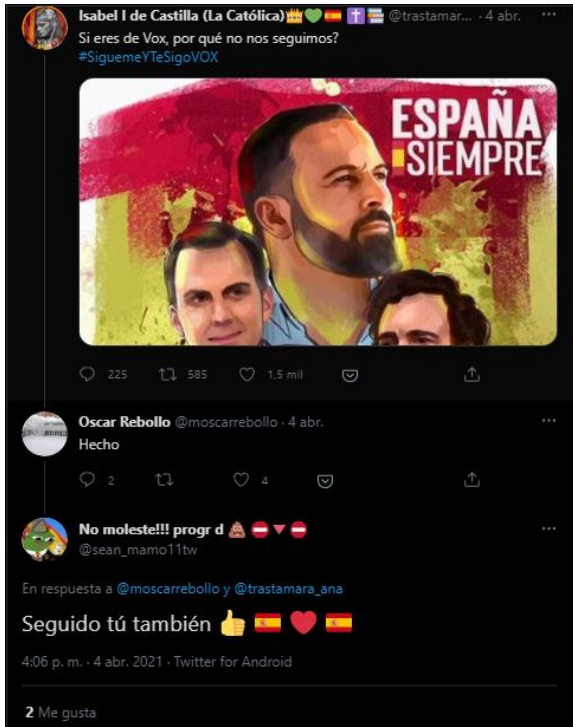 Isabel I de Castilla (La Católica)👑💚🇪🇸 ✝️📚 @trastamar... · 4 abr.
Si eres de Vox, por qué no nos seguimos?
#SiguemeYTeSigoVOX
ESPAÑA
SIEMPRE
225 585 1,5 mil
Oscar Rebollo @moscarrebollo · 4 abr.
Hecho
2 4
No moleste!!! progr d 💩 ⛔🔻⛔
@sean_mamo11tw
En respuesta a @moscarrebollo y @trastamara_ana
Seguido tú también 👍 🇪🇸 ❤️ 🇪🇸
4:06 p. m. · 4 abr. 2021 · Twitter for Android
2 Me gusta